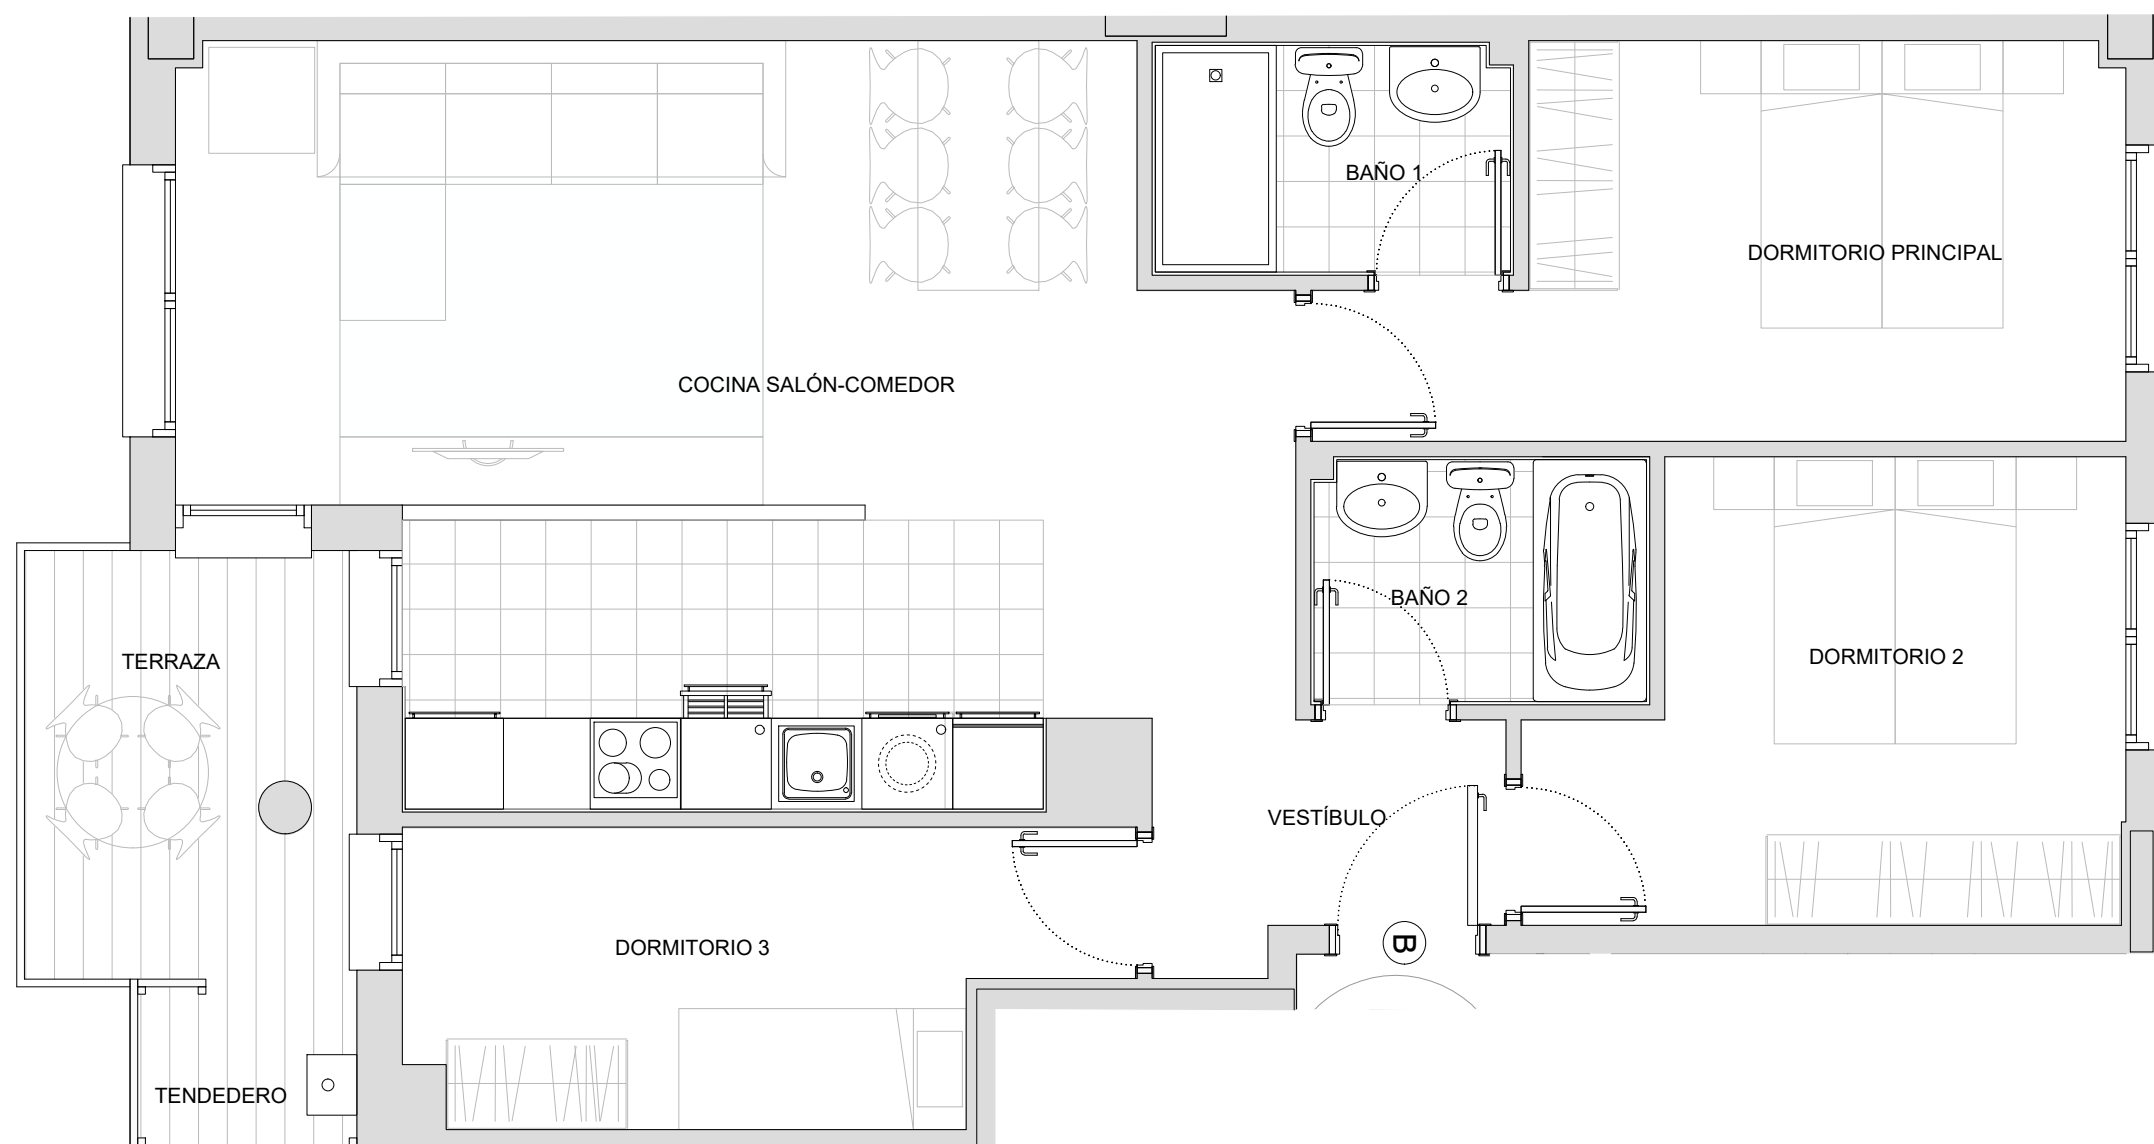 BAÑO 1
DORMITORIO PRINCIPAL
COCINA SALÓN-COMEDOR
BAÑO 2
TERRAZA
DORMITORIO 2
VESTÍBULO
B
DORMITORIO 3
TENDEDERO